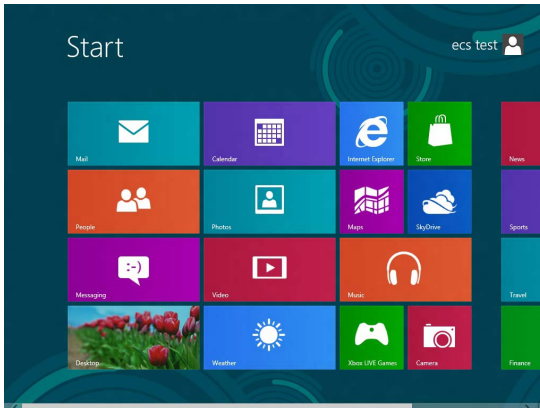 Start
ecs test
Mail
Calendar
Internet Explorer
Store
News
People
Photos
Maps
SkyDrive
Sports
Messaging
Video
Music
Travel
Desktop
Weather
Xbox LIVE Games
Camera
Finance